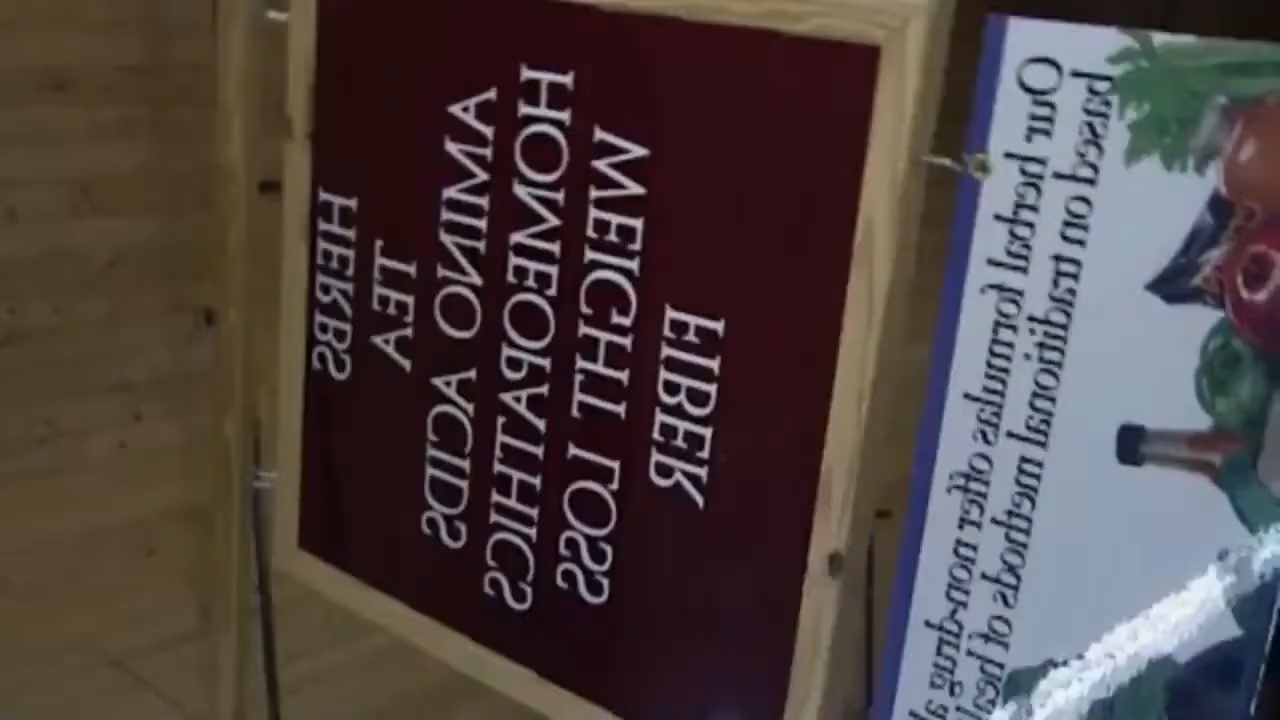 HERBS
TEA
AMINO ACIDS
HOMEOPATHICS
WEIGHT LOSS
FIBER
Our herbal formulas offer non-drug
based on traditional methods of